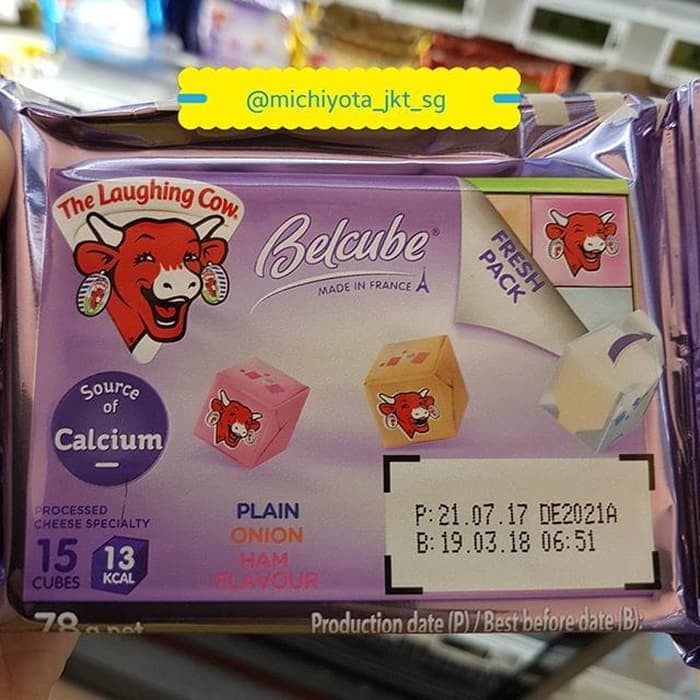 @michiyota_jkt_sg
The Laughing Cow®
Belcube®
MADE IN FRANCE
FRESH
PACK
Source
of
Calcium
PROCESSED
CHEESE SPECIALTY
15
CUBES
13
KCAL
PLAIN
ONION
HAM
FLAVOUR
P:21.07.17 DE2021A
B:19.03.18 06:51
78 g net
Production date (P) / Best before date (B):